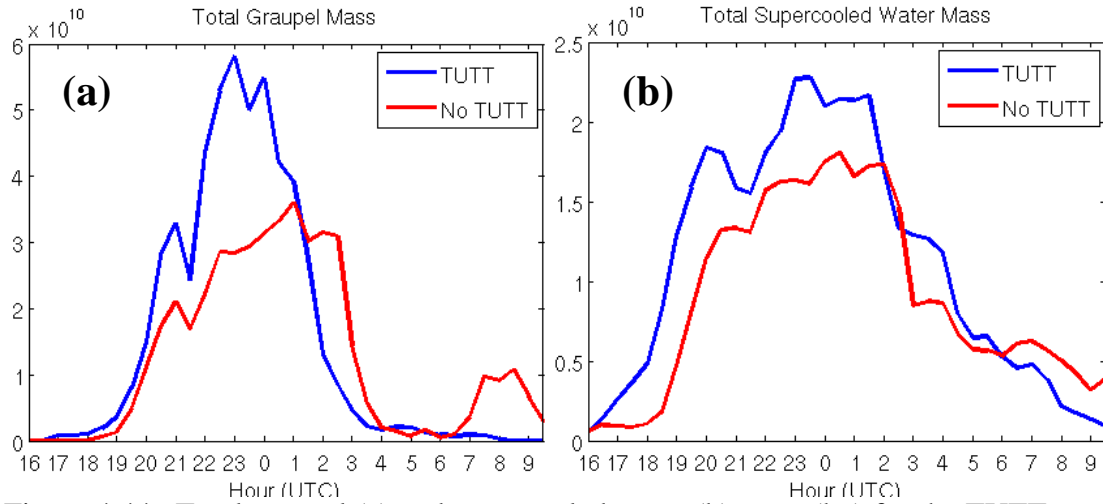 Total Graupel Mass
x 10^10
6
5
4
3
2
1
0
(a)
TUTT
No TUTT
16 17 18 19 20 21 22 23 0 1 2 3 4 5 6 7 8 9
Hour (UTC)
Total Supercooled Water Mass
x 10^10
2.5
2
1.5
1
0.5
0
(b)
TUTT
No TUTT
16 17 18 19 20 21 22 23 0 1 2 3 4 5 6 7 8 9
Hour (UTC)